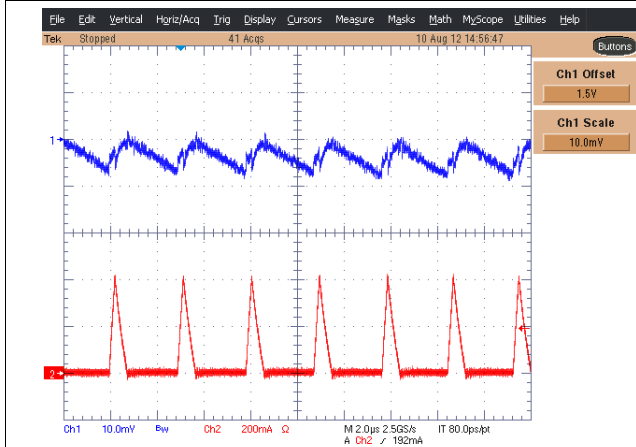 File Edit Vertical Horiz/Acq Trig Display Cursors Measure Masks Math MyScope Utilities Help
Tek Stopped 41 Acqs 10 Aug 12 14:56:47
Buttons
Ch1 Offset
1.5V
Ch1 Scale
10.0mV
1
2
Ch1 10.0mV Bw Ch2 200mA Ω M 2.0µs 2.5GS/s IT 80.0ps/pt
A Ch2 / 192mA